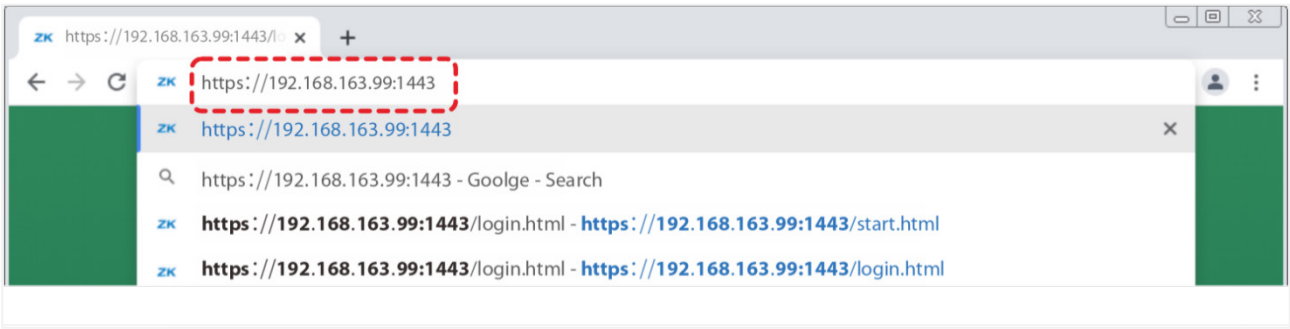 ZK https://192.168.163.99:1443/lo
ZK https://192.168.163.99:1443
ZK https://192.168.163.99:1443
https://192.168.163.99:1443 - Goolge - Search
ZK https://192.168.163.99:1443/login.html - https://192.168.163.99:1443/start.html
ZK https://192.168.163.99:1443/login.html - https://192.168.163.99:1443/login.html